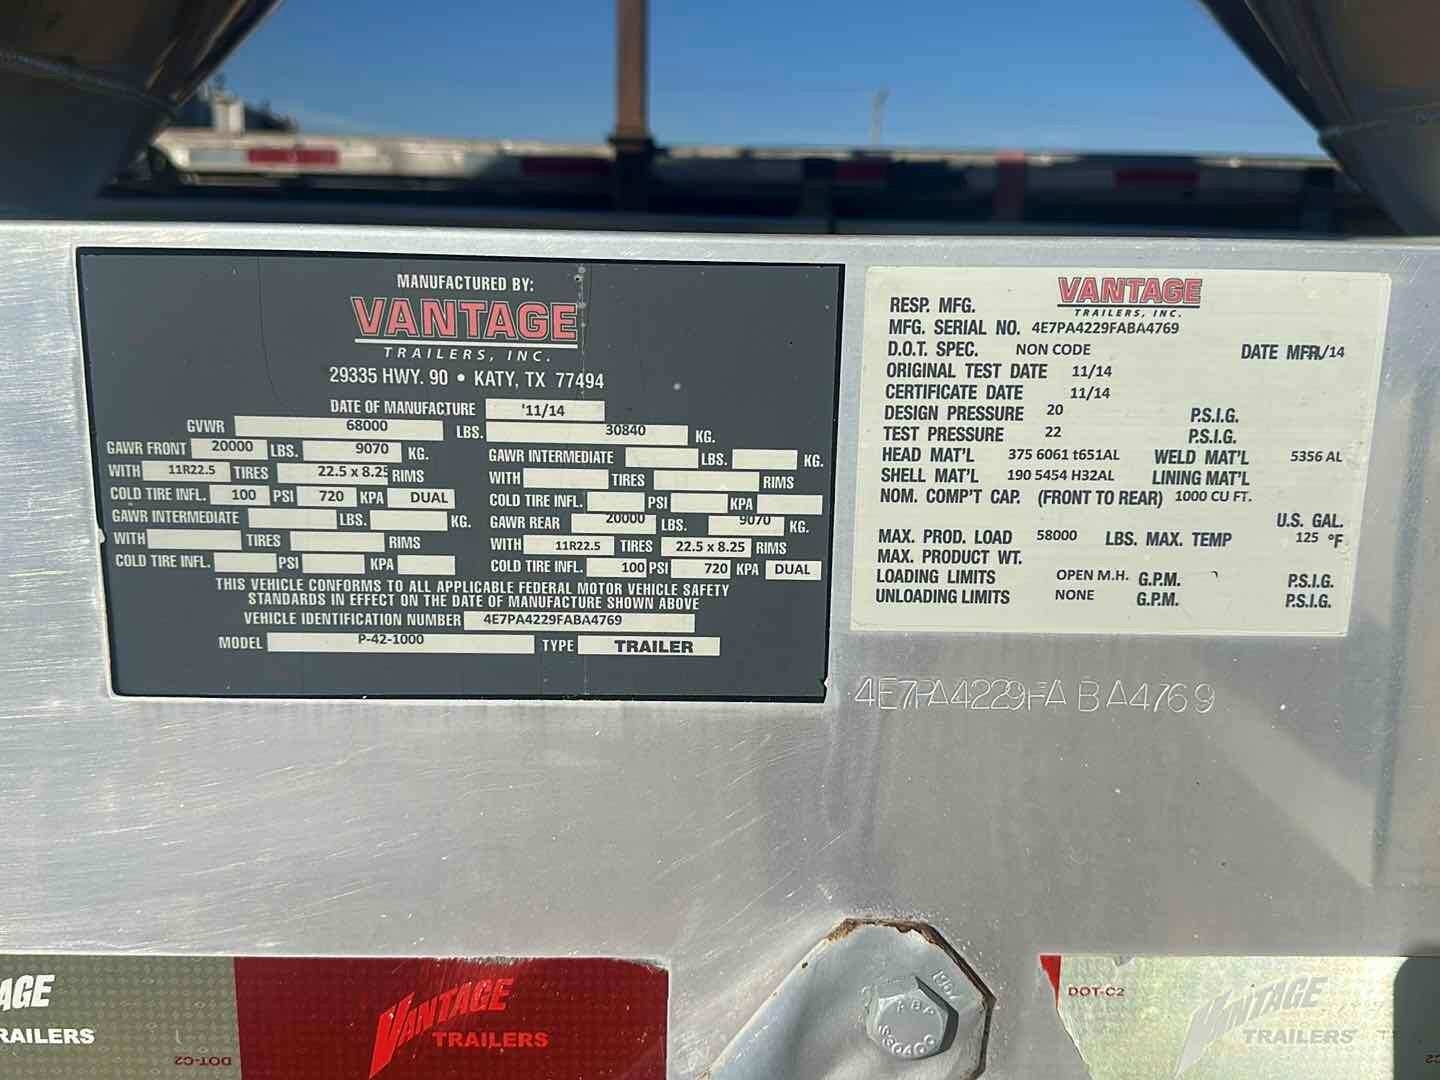 MANUFACTURED BY:
VANTAGE
TRAILERS, INC.
29335 HWY. 90 • KATY, TX 77494
DATE OF MANUFACTURE '11/14
GVWR 68000 LBS. 30840 KG.
GAWR FRONT 20000 LBS. 9070 KG.
WITH 11R22.5 TIRES 22.5 x 8.25 RIMS
COLD TIRE INFL. 100 PSI 720 KPA DUAL
GAWR INTERMEDIATE LBS. KG.
WITH TIRES RIMS
COLD TIRE INFL. PSI KPA
GAWR INTERMEDIATE LBS. KG.
WITH TIRES RIMS
COLD TIRE INFL. PSI KPA
GAWR REAR 20000 LBS. 9070 KG.
WITH 11R22.5 TIRES 22.5 x 8.25 RIMS
COLD TIRE INFL. 100 PSI 720 KPA DUAL
THIS VEHICLE CONFORMS TO ALL APPLICABLE FEDERAL MOTOR VEHICLE SAFETY
STANDARDS IN EFFECT ON THE DATE OF MANUFACTURE SHOWN ABOVE
VEHICLE IDENTIFICATION NUMBER 4E7PA4229FABA4769
MODEL P-42-1000 TYPE TRAILER
VANTAGE
TRAILERS, INC.
RESP. MFG.
MFG. SERIAL NO. 4E7PA4229FABA4769
D.O.T. SPEC. NON CODE DATE MFR /14
ORIGINAL TEST DATE 11/14
CERTIFICATE DATE 11/14
DESIGN PRESSURE 20 P.S.I.G.
TEST PRESSURE 22 P.S.I.G.
HEAD MAT'L 375 6061 t651AL WELD MAT'L 5356 AL
SHELL MAT'L 190 5454 H32AL LINING MAT'L
NOM. COMP'T CAP. (FRONT TO REAR) 1000 CU FT.
U.S. GAL.
MAX. PROD. LOAD 58000 LBS. MAX. TEMP 125 °F
MAX. PRODUCT WT.
LOADING LIMITS OPEN M.H. G.P.M. P.S.I.G.
UNLOADING LIMITS NONE G.P.M. P.S.I.G.
4E7PA4229FABA4769
AGE
RAILERS
DOT-C2
VANTAGE
TRAILERS
ABP
DOT-C2
VANTAGE
TRAILERS